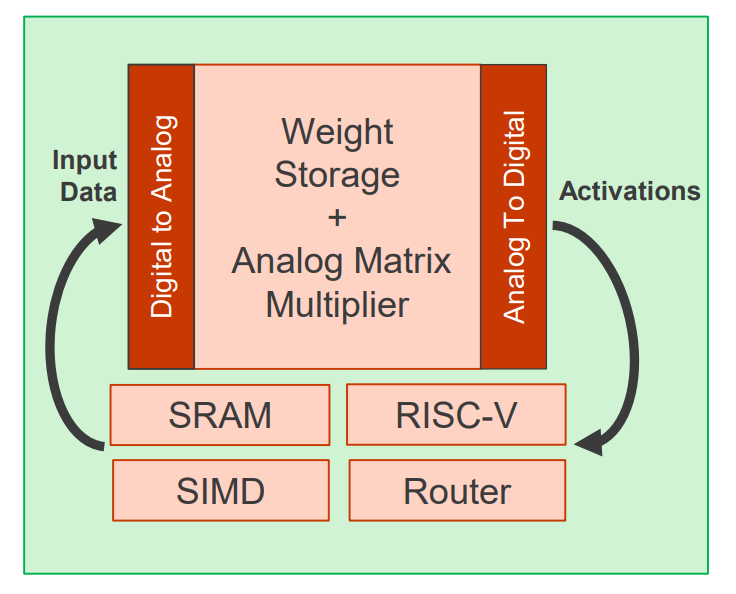 Input
Data
Digital to Analog
Weight
Storage
+
Analog Matrix
Multiplier
Analog To Digital
Activations
SRAM
RISC-V
SIMD
Router